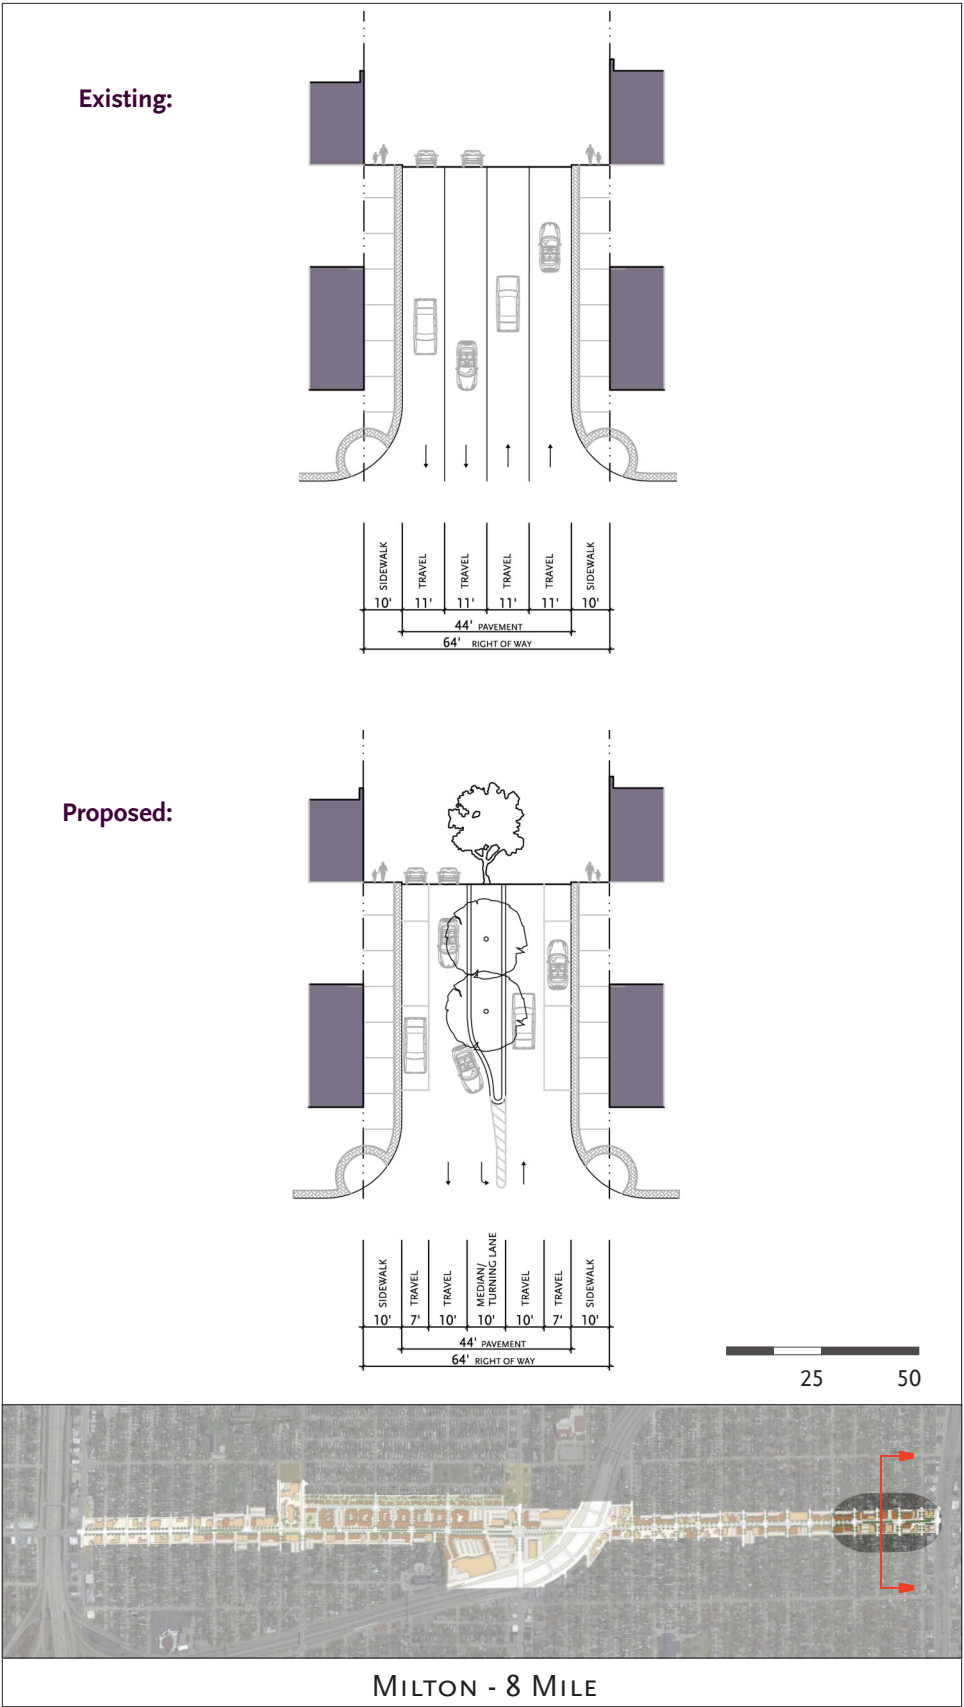 Existing:
SIDEWALK
TRAVEL
TRAVEL
TRAVEL
TRAVEL
SIDEWALK
10' 11' 11' 11' 11' 10'
44' PAVEMENT
64' RIGHT OF WAY
Proposed:
SIDEWALK
TRAVEL
TRAVEL
MEDIAN/
TURNING LANE
TRAVEL
TRAVEL
SIDEWALK
10' 7' 10' 10' 10' 7' 10'
44' PAVEMENT
64' RIGHT OF WAY
25 50
MILTON - 8 MILE